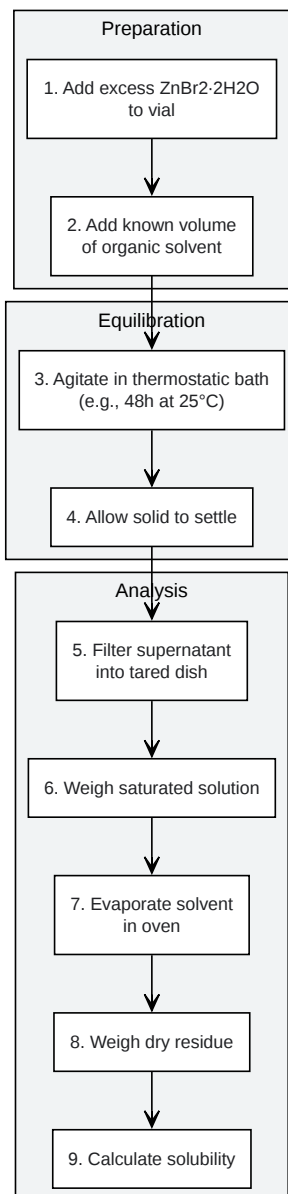 Preparation
1. Add excess ZnBr2·2H2O
to vial
2. Add known volume
of organic solvent
Equilibration
3. Agitate in thermostatic bath
(e.g., 48h at 25°C)
4. Allow solid to settle
Analysis
5. Filter supernatant
into tared dish
6. Weigh saturated solution
7. Evaporate solvent
in oven
8. Weigh dry residue
9. Calculate solubility